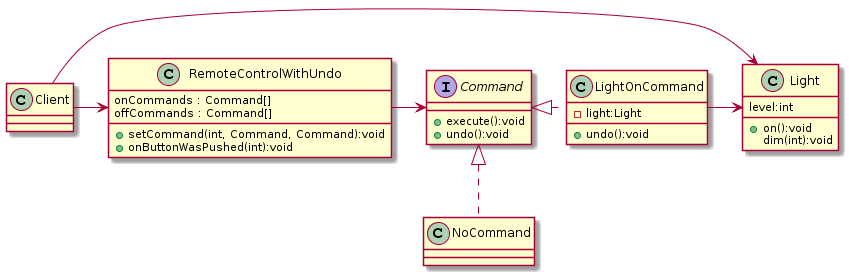 C Client
C RemoteControlWithUndo
onCommands : Command[]
offCommands : Command[]
setCommand(int, Command, Command):void
onButtonWasPushed(int):void
I Command
execute():void
undo():void
C LightOnCommand
light:Light
undo():void
C Light
level:int
on():void
dim(int):void
C NoCommand